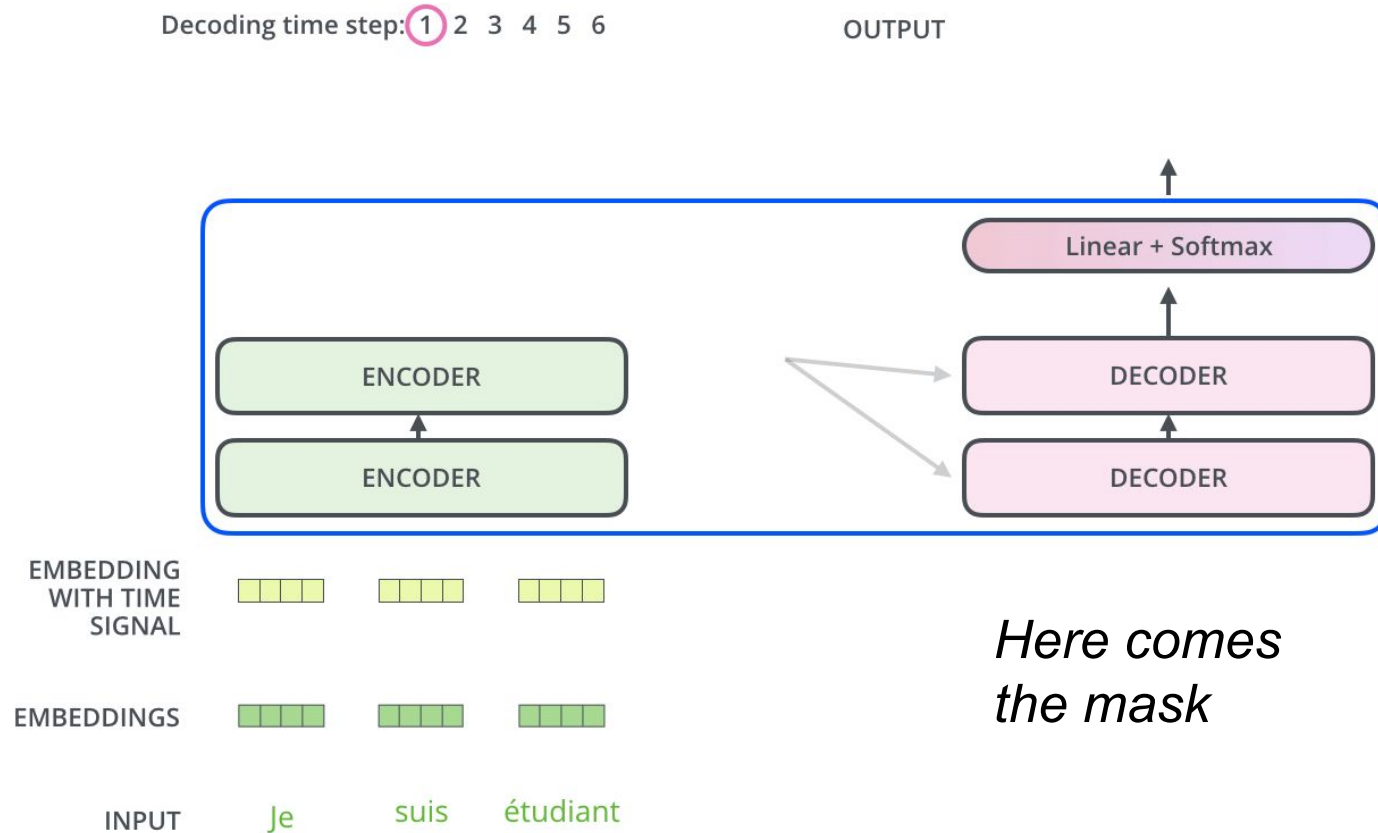 Decoding time step: 1 2 3 4 5 6
OUTPUT
Linear + Softmax
ENCODER
DECODER
ENCODER
DECODER
EMBEDDING
WITH TIME
SIGNAL
Here comes
the mask
EMBEDDINGS
INPUT Je suis étudiant